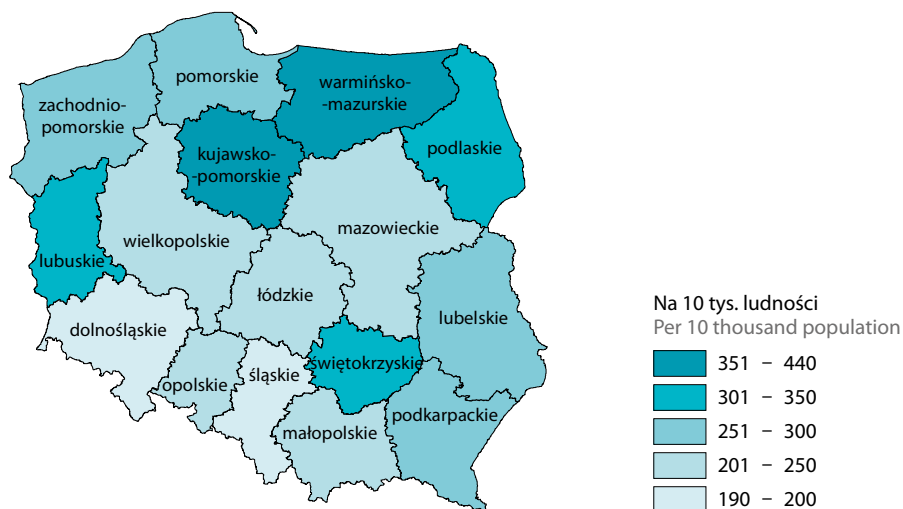 pomorskie
warmińsko-
-mazurskie
zachodnio-
pomorskie
podlaskie
kujawsko-
-pomorskie
mazowieckie
wielkopolskie
lubuskie
łódzkie
lubelskie
dolnośląskie
świętokrzyskie
śląskie
opolskie
podkarpackie
małopolskie
Na 10 tys. ludności
Per 10 thousand population
351 – 440
301 – 350
251 – 300
201 – 250
190 – 200